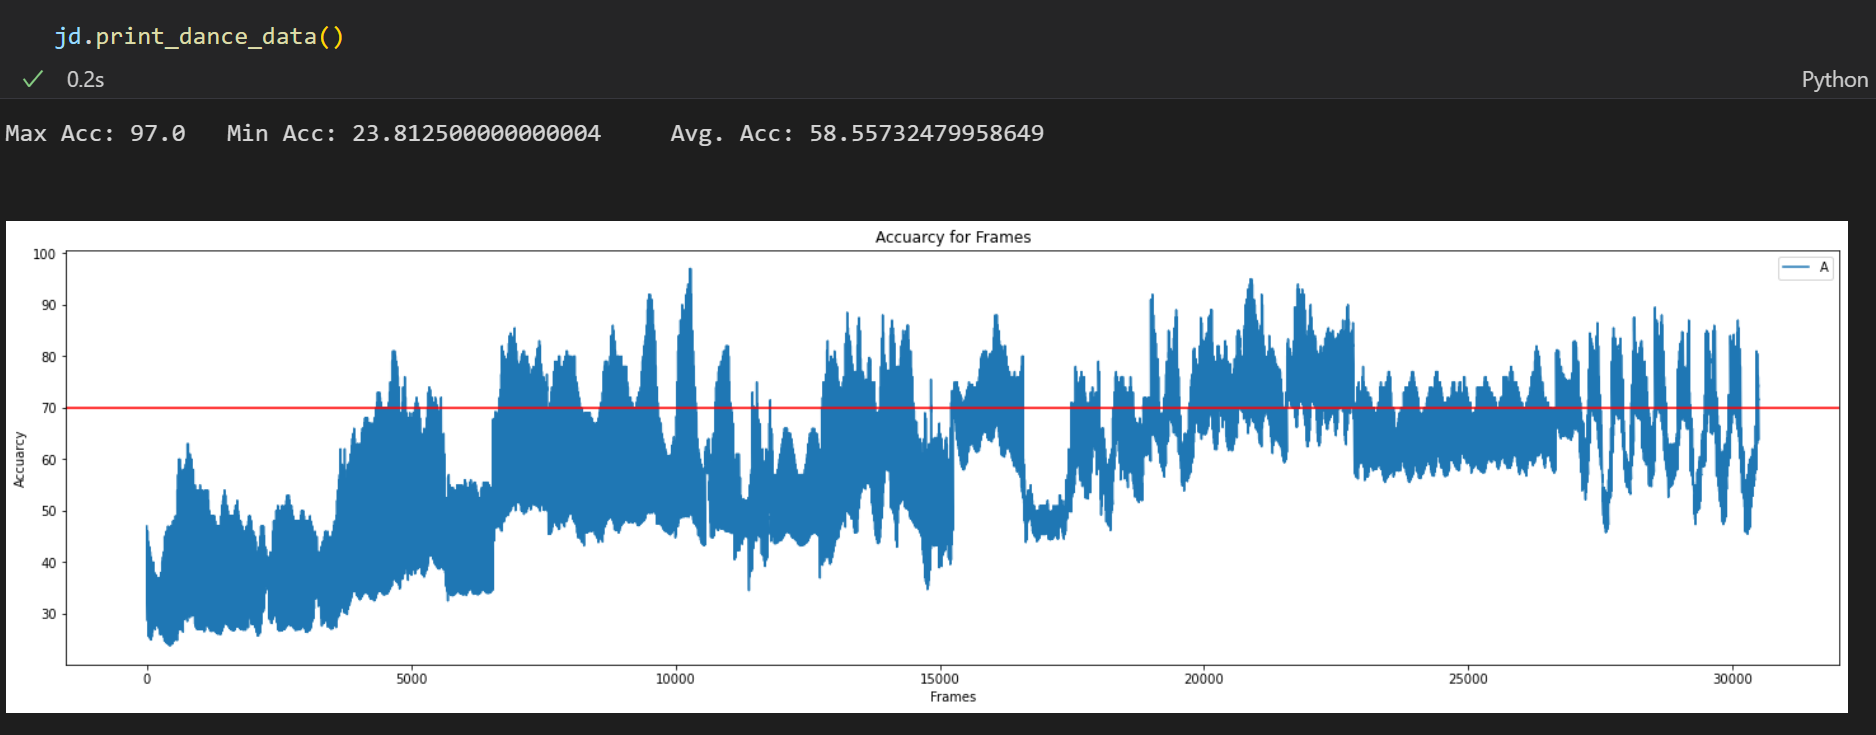 jd.print_dance_data()
0.2s
Python
Max Acc: 97.0 Min Acc: 23.812500000000004 Avg. Acc: 58.55732479958649
Accuarcy for Frames
A
100
90
80
70
60
50
40
30
Accuarcy
0 5000 10000 15000 20000 25000 30000
Frames